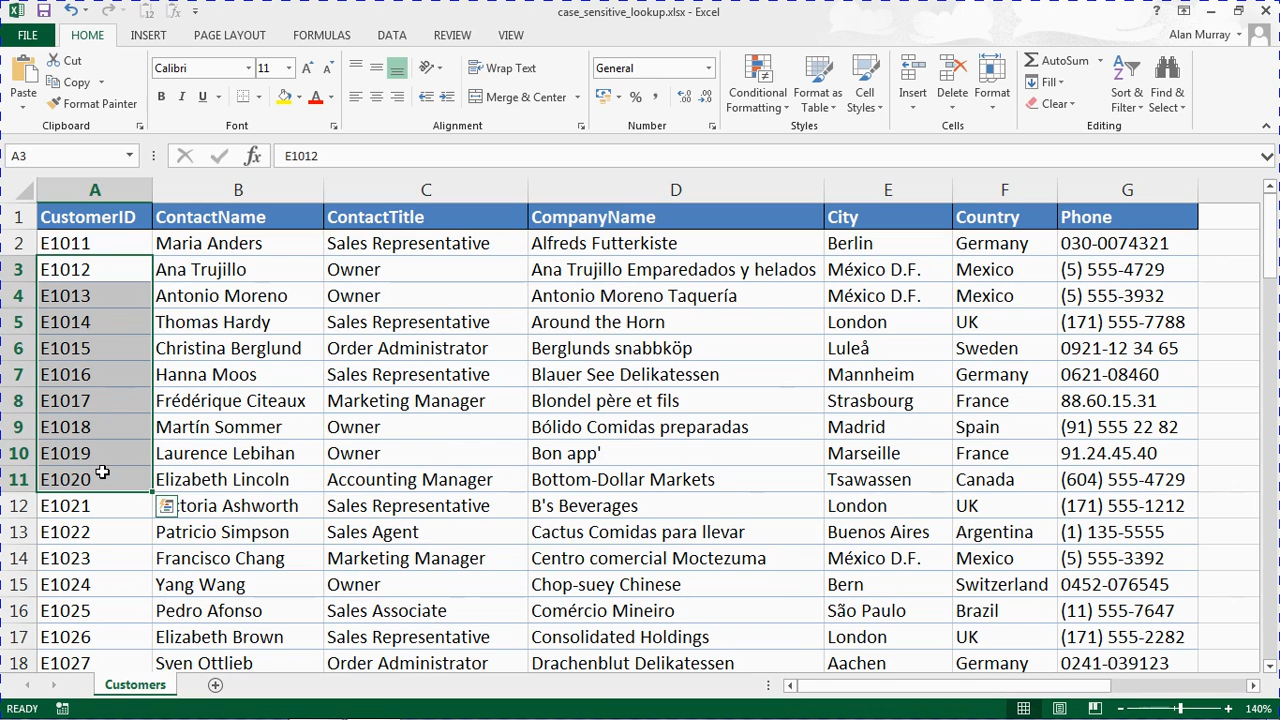 case_sensitive_lookup.xlsx - Excel
FILE HOME INSERT PAGE LAYOUT FORMULAS DATA REVIEW VIEW Alan Murray
Paste Cut Copy Format Painter Clipboard
Calibri 11 B I U A Font
Wrap Text Merge & Center Alignment
General % , Number
Conditional Formatting Format as Table Cell Styles Styles
Insert Delete Format Cells
AutoSum Fill Clear Sort & Filter Find & Select Editing
A3 fx E1012
A B C D E F G
1 CustomerID ContactName ContactTitle CompanyName City Country Phone
2 E1011 Maria Anders Sales Representative Alfreds Futterkiste Berlin Germany 030-0074321
3 E1012 Ana Trujillo Owner Ana Trujillo Emparedados y helados México D.F. Mexico (5) 555-4729
4 E1013 Antonio Moreno Owner Antonio Moreno Taquería México D.F. Mexico (5) 555-3932
5 E1014 Thomas Hardy Sales Representative Around the Horn London UK (171) 555-7788
6 E1015 Christina Berglund Order Administrator Berglunds snabbköp Luleå Sweden 0921-12 34 65
7 E1016 Hanna Moos Sales Representative Blauer See Delikatessen Mannheim Germany 0621-08460
8 E1017 Frédérique Citeaux Marketing Manager Blondel père et fils Strasbourg France 88.60.15.31
9 E1018 Martín Sommer Owner Bólido Comidas preparadas Madrid Spain (91) 555 22 82
10 E1019 Laurence Lebihan Owner Bon app' Marseille France 91.24.45.40
11 E1020 Elizabeth Lincoln Accounting Manager Bottom-Dollar Markets Tsawassen Canada (604) 555-4729
12 E1021 ctoria Ashworth Sales Representative B's Beverages London UK (171) 555-1212
13 E1022 Patricio Simpson Sales Agent Cactus Comidas para llevar Buenos Aires Argentina (1) 135-5555
14 E1023 Francisco Chang Marketing Manager Centro comercial Moctezuma México D.F. Mexico (5) 555-3392
15 E1024 Yang Wang Owner Chop-suey Chinese Bern Switzerland 0452-076545
16 E1025 Pedro Afonso Sales Associate Comércio Mineiro São Paulo Brazil (11) 555-7647
17 E1026 Elizabeth Brown Sales Representative Consolidated Holdings London UK (171) 555-2282
18 E1027 Sven Ottlieb Order Administrator Drachenblut Delikatessen Aachen Germany 0241-039123
Customers
READY 140%